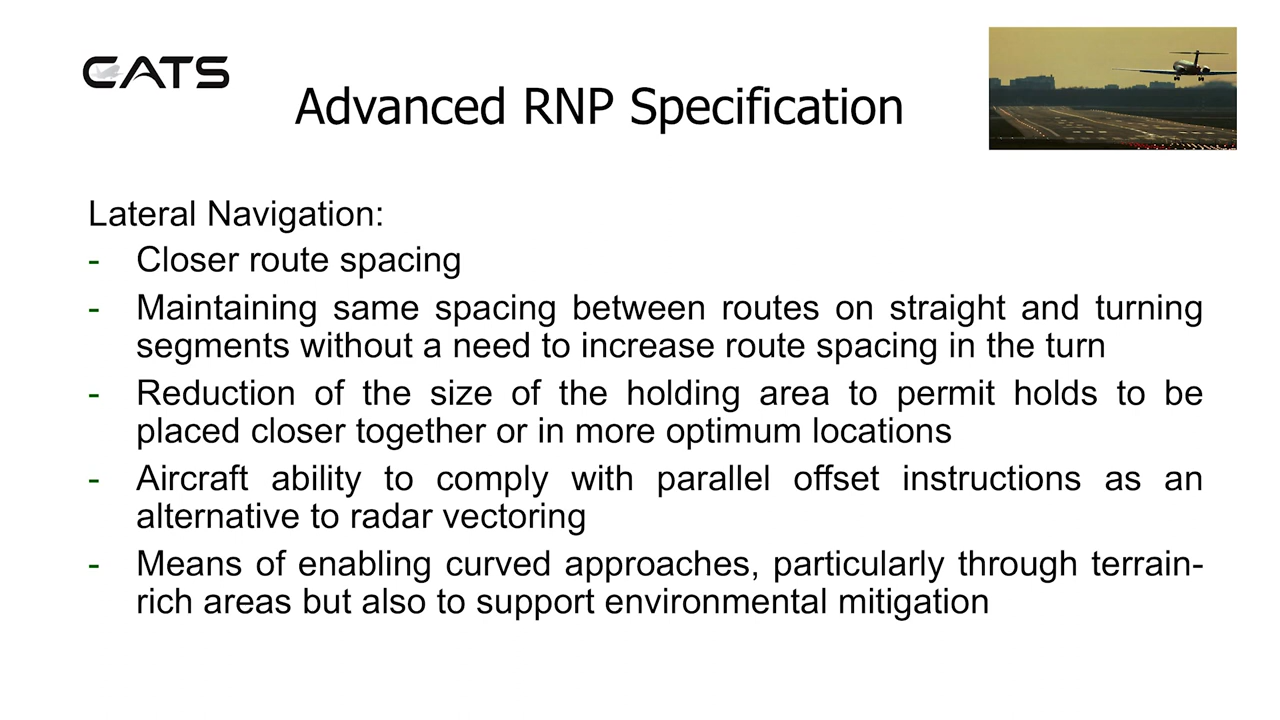 CATS
Advanced RNP Specification
Lateral Navigation:
- Closer route spacing
- Maintaining same spacing between routes on straight and turning
segments without a need to increase route spacing in the turn
- Reduction of the size of the holding area to permit holds to be
placed closer together or in more optimum locations
- Aircraft ability to comply with parallel offset instructions as an
alternative to radar vectoring
- Means of enabling curved approaches, particularly through terrain-
rich areas but also to support environmental mitigation